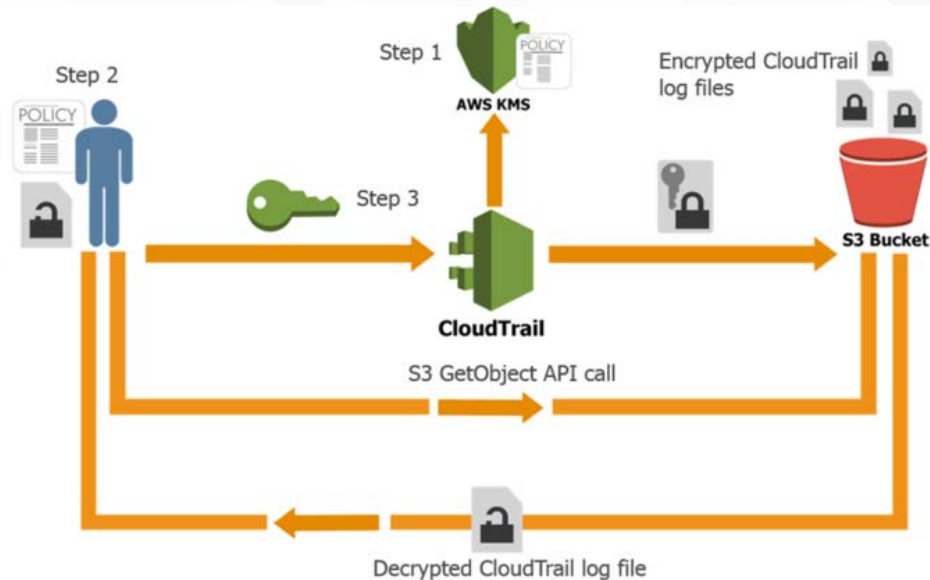 Step 1
POLICY
AWS KMS
Step 2
POLICY
Encrypted CloudTrail
log files
Step 3
S3 Bucket
CloudTrail
S3 GetObject API call
Decrypted CloudTrail log file